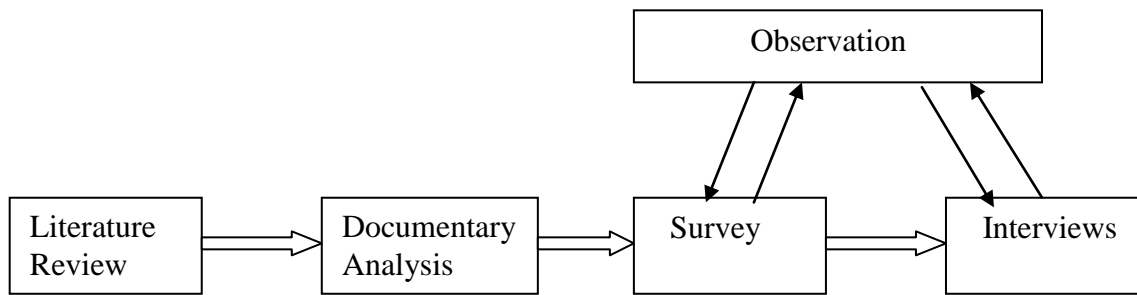 Observation
Literature
Review
Documentary
Analysis
Survey
Interviews